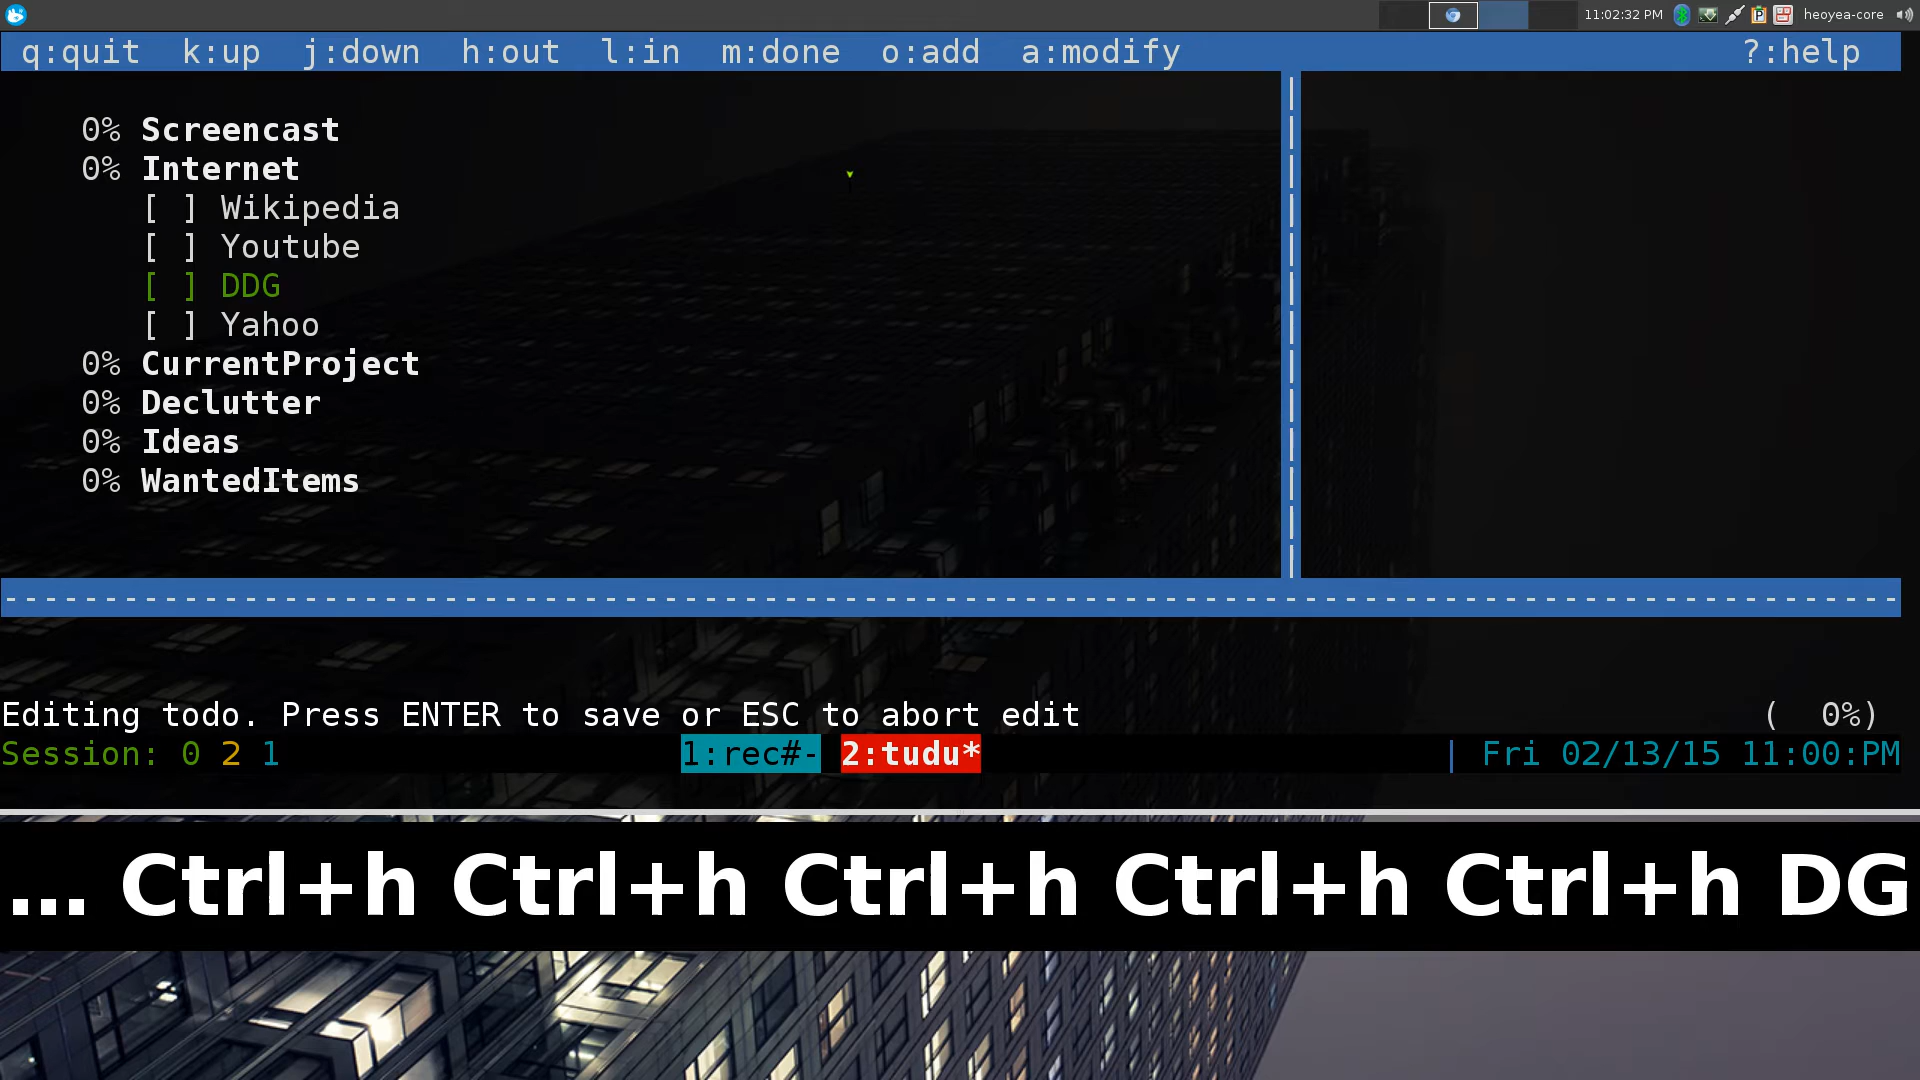 11:02:32 PM heoyea-core
q:quit k:up j:down h:out l:in m:done o:add a:modify ?:help
0% Screencast
0% Internet
[ ] Wikipedia
[ ] Youtube
[ ] DDG
[ ] Yahoo
0% CurrentProject
0% Declutter
0% Ideas
0% WantedItems
Editing todo. Press ENTER to save or ESC to abort edit ( 0%)
Session: 0 2 1 1:rec#- 2:tudu* | Fri 02/13/15 11:00:PM
... Ctrl+h Ctrl+h Ctrl+h Ctrl+h Ctrl+h DG